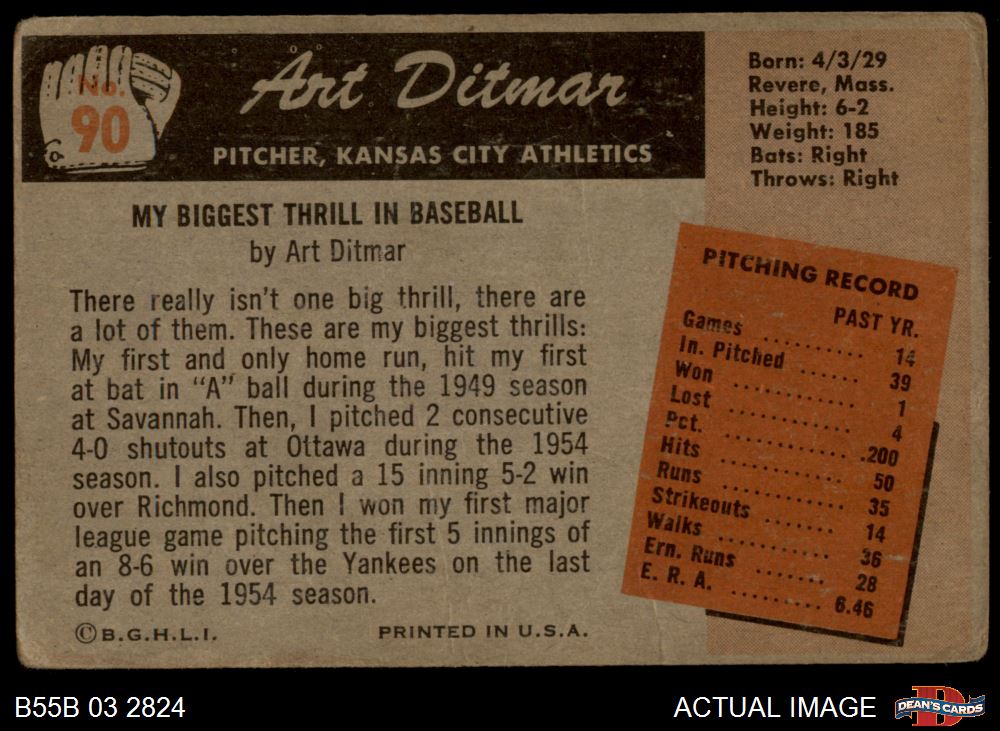 No.
90
Art Ditmar
PITCHER, KANSAS CITY ATHLETICS
Born: 4/3/29
Revere, Mass.
Height: 6-2
Weight: 185
Bats: Right
Throws: Right
MY BIGGEST THRILL IN BASEBALL
by Art Ditmar
There really isn't one big thrill, there are
a lot of them. These are my biggest thrills:
My first and only home run, hit my first
at bat in "A" ball during the 1949 season
at Savannah. Then, I pitched 2 consecutive
4-0 shutouts at Ottawa during the 1954
season. I also pitched a 15 inning 5-2 win
over Richmond. Then I won my first major
league game pitching the first 5 innings of
an 8-6 win over the Yankees on the last
day of the 1954 season.
©B.G.H.L.I. PRINTED IN U.S.A.
PITCHING RECORD
PAST YR.
Games .......... 14
In. Pitched ...... 39
Won ........... 1
Lost ........... 4
Pct. ........... .200
Hits ........... 50
Runs ........... 35
Strikeouts ....... 14
Walks .......... 36
Ern. Runs ....... 28
E. R. A. ......... 6.46
B55B 03 2824
ACTUAL IMAGE
D
DEAN'S CARDS